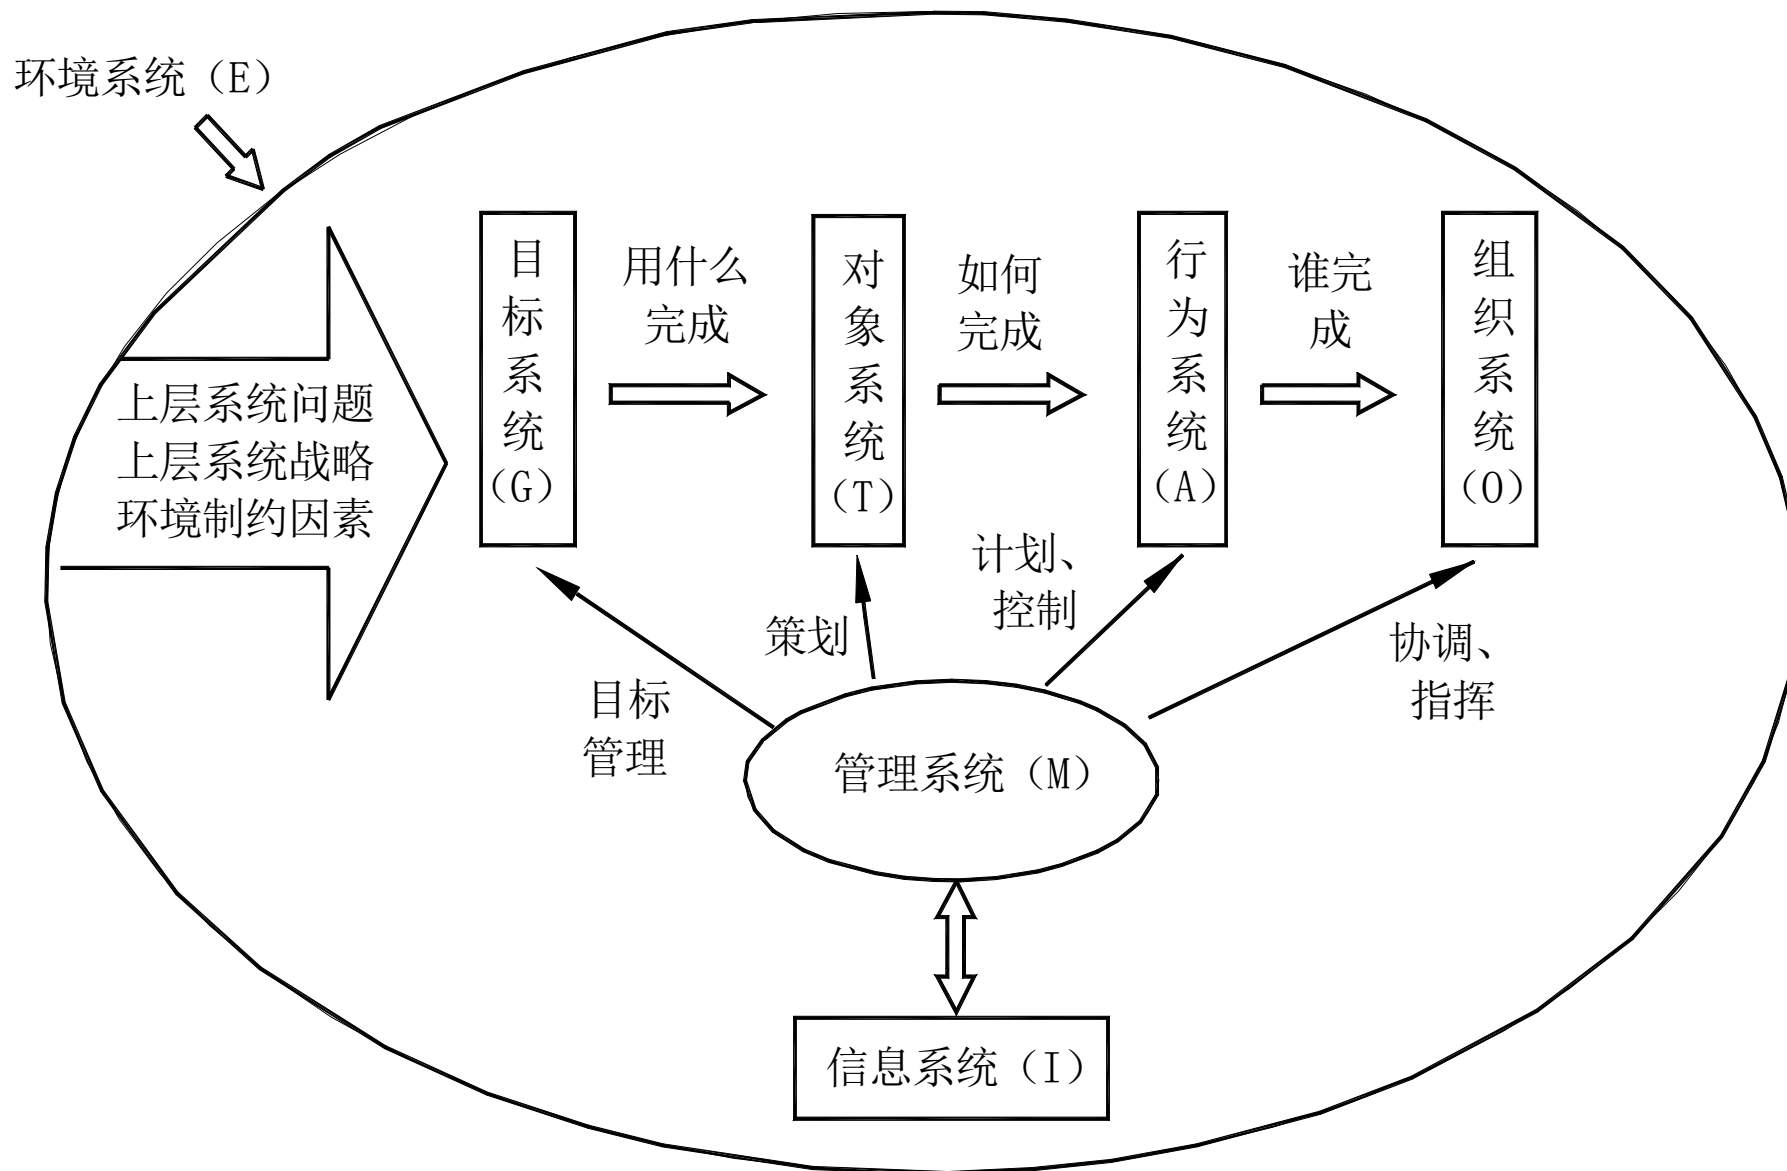 环境系统（E）
目标系统（G）
用什么
完成
对象系统（T）
如何
完成
行为系统（A）
谁完
成
组织系统（O）
上层系统问题
上层系统战略
环境制约因素
目标
管理
策划
计划、
控制
协调、
指挥
管理系统（M）
信息系统（I）